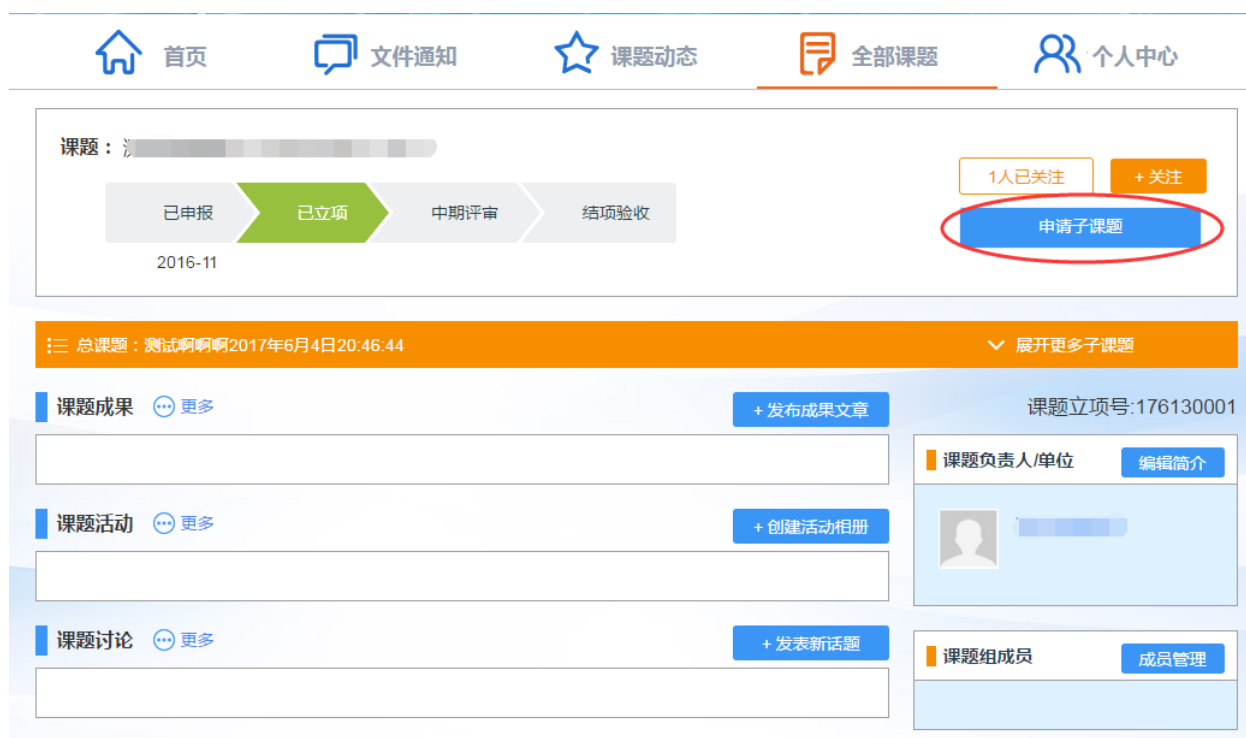 首页
文件通知
课题动态
全部课题
个人中心
课题：
1人已关注
+ 关注
已申报
已立项
中期评审
结项验收
申请子课题
2016-11
总课题：测试啊啊啊2017年6月4日20:46:44
展开更多子课题
课题成果
更多
+ 发布成果文章
课题立项号:176130001
课题负责人/单位
编辑简介
课题活动
更多
+ 创建活动相册
课题讨论
更多
+ 发表新话题
课题组成员
成员管理